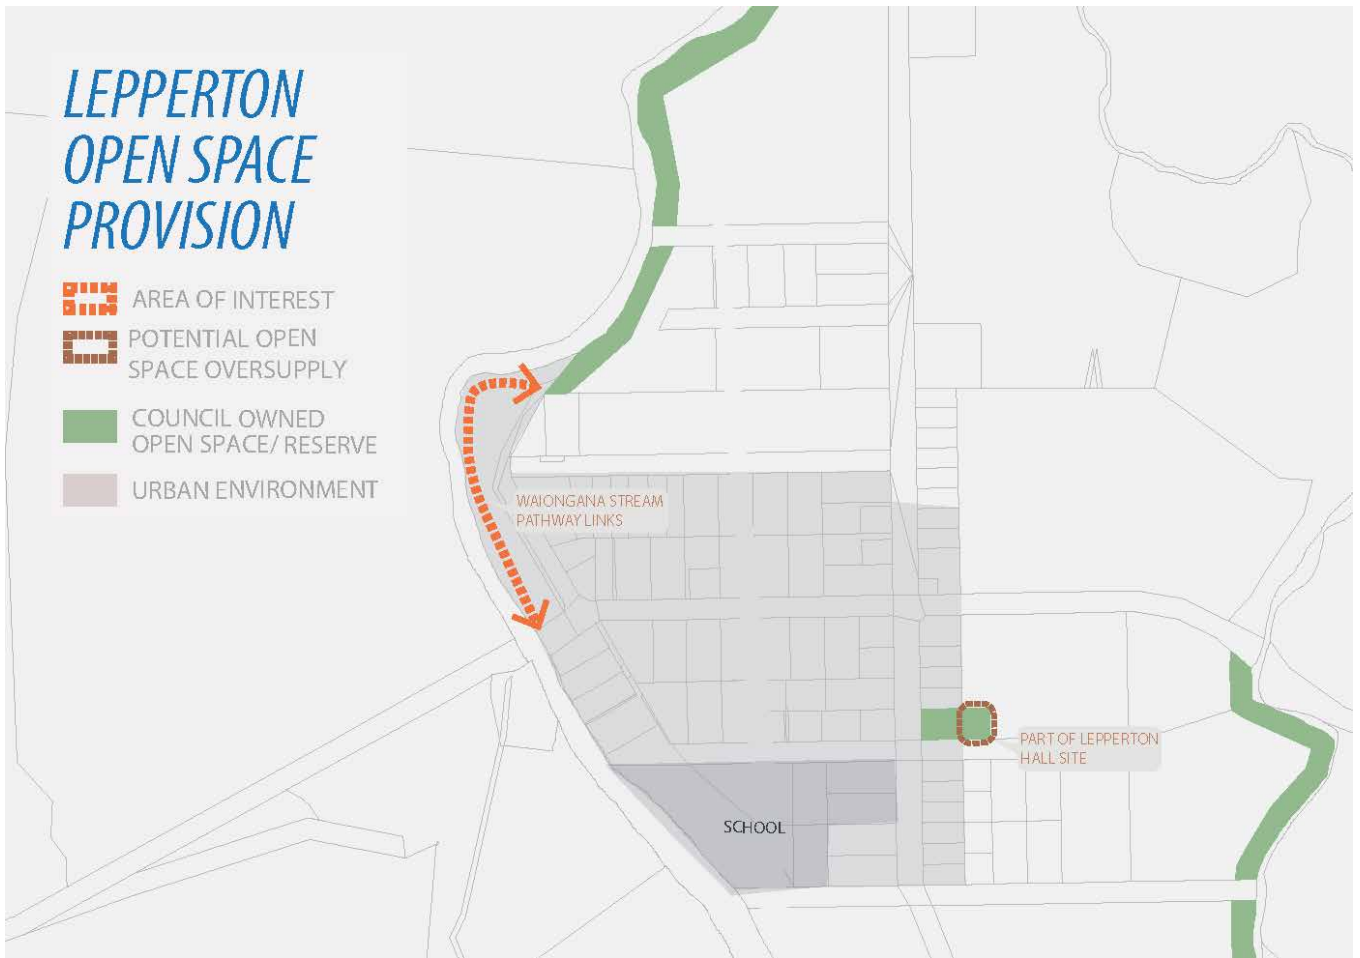 LEPPERTON
OPEN SPACE
PROVISION
AREA OF INTEREST
POTENTIAL OPEN
SPACE OVERSUPPLY
COUNCIL OWNED
OPEN SPACE/ RESERVE
URBAN ENVIRONMENT
WAIONGANA STREAM
PATHWAY LINKS
PART OF LEPPERTON
HALL SITE
SCHOOL